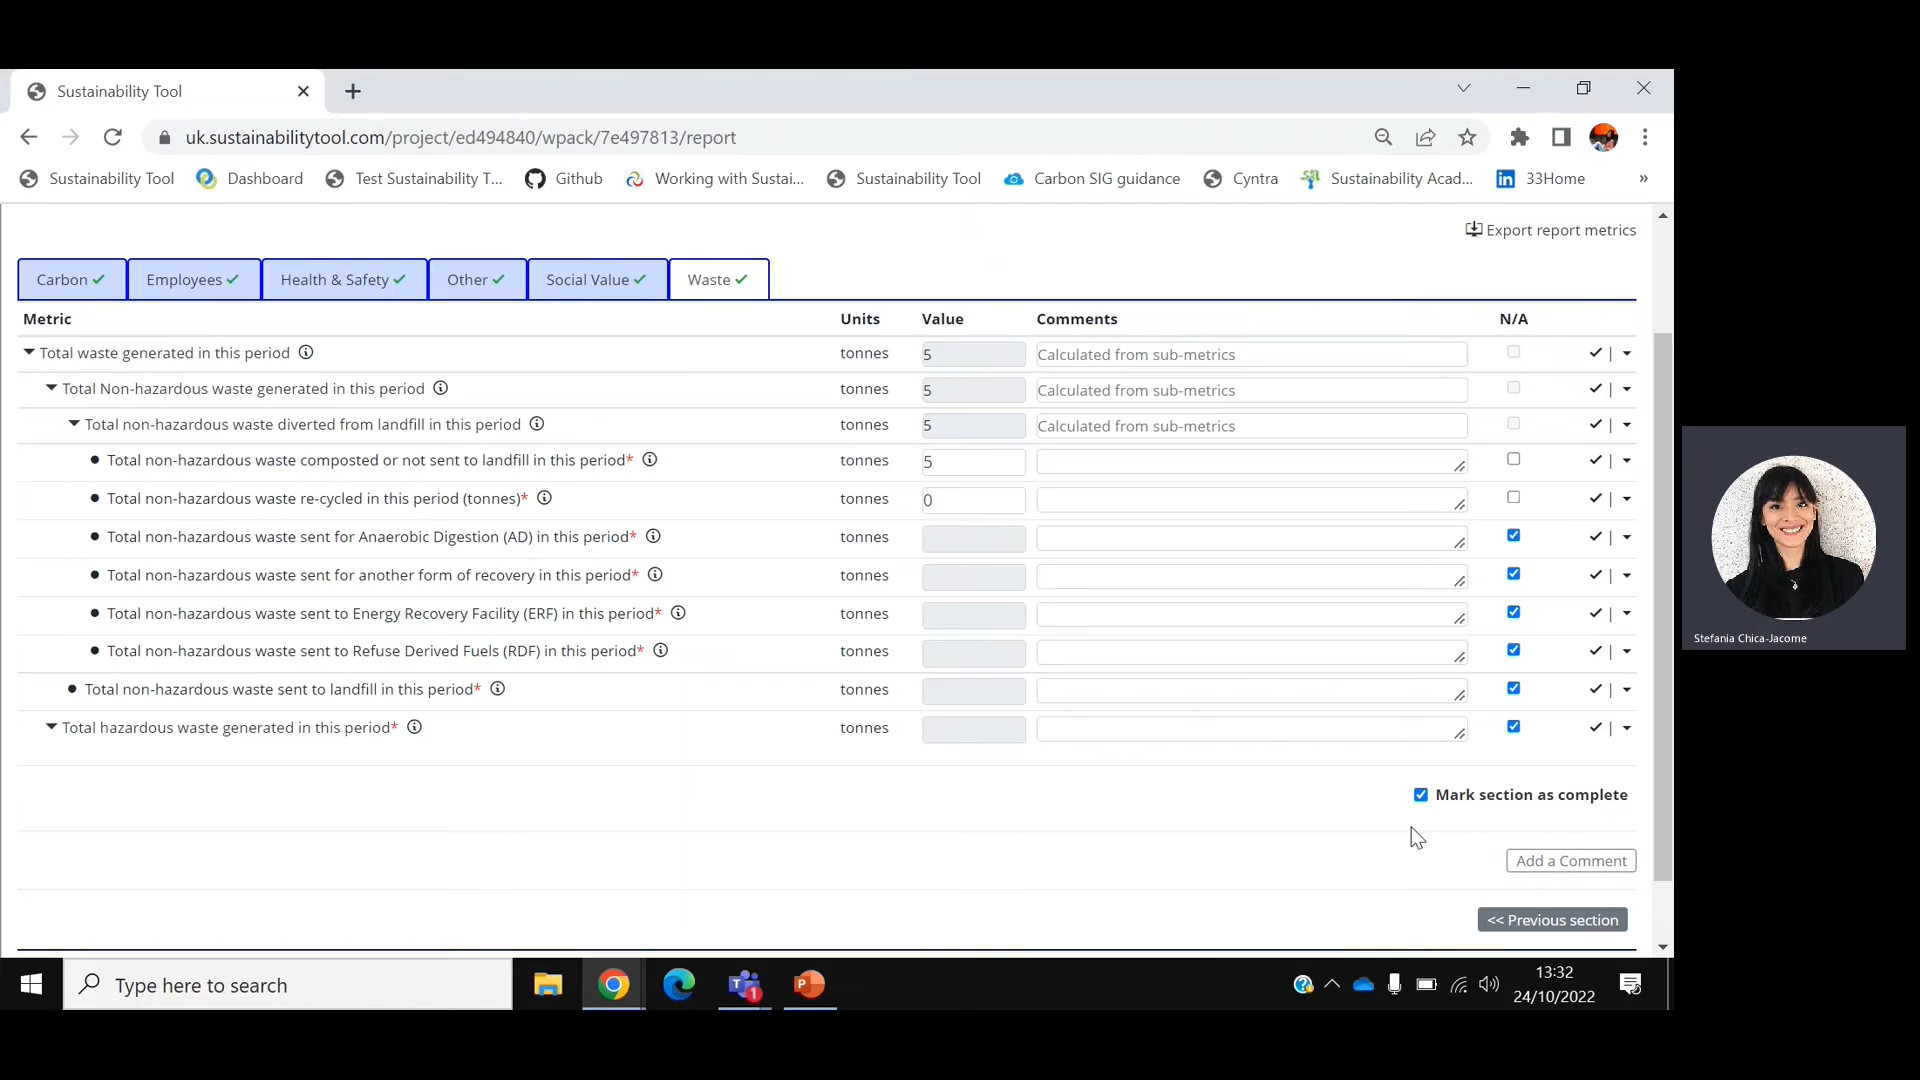 Sustainability Tool
uk.sustainabilitytool.com/project/ed494840/wpack/7e497813/report
Sustainability Tool Dashboard Test Sustainability T... Github Working with Sustai... Sustainability Tool Carbon SIG guidance Cyntra Sustainability Acad... in 33Home »
Export report metrics
Carbon Employees Health & Safety Other Social Value Waste
Metric Units Value Comments N/A
Total waste generated in this period tonnes 5 Calculated from sub-metrics
Total Non-hazardous waste generated in this period tonnes 5 Calculated from sub-metrics
Total non-hazardous waste diverted from landfill in this period tonnes 5 Calculated from sub-metrics
Total non-hazardous waste composted or not sent to landfill in this period* tonnes 5
Total non-hazardous waste re-cycled in this period (tonnes)* tonnes 0
Total non-hazardous waste sent for Anaerobic Digestion (AD) in this period* tonnes
Total non-hazardous waste sent for another form of recovery in this period* tonnes
Total non-hazardous waste sent to Energy Recovery Facility (ERF) in this period* tonnes
Total non-hazardous waste sent to Refuse Derived Fuels (RDF) in this period* tonnes
Total non-hazardous waste sent to landfill in this period* tonnes
Total hazardous waste generated in this period* tonnes
Stefania Chica-Jacome
Mark section as complete
Add a Comment
<< Previous section
Type here to search
1
13:32
24/10/2022